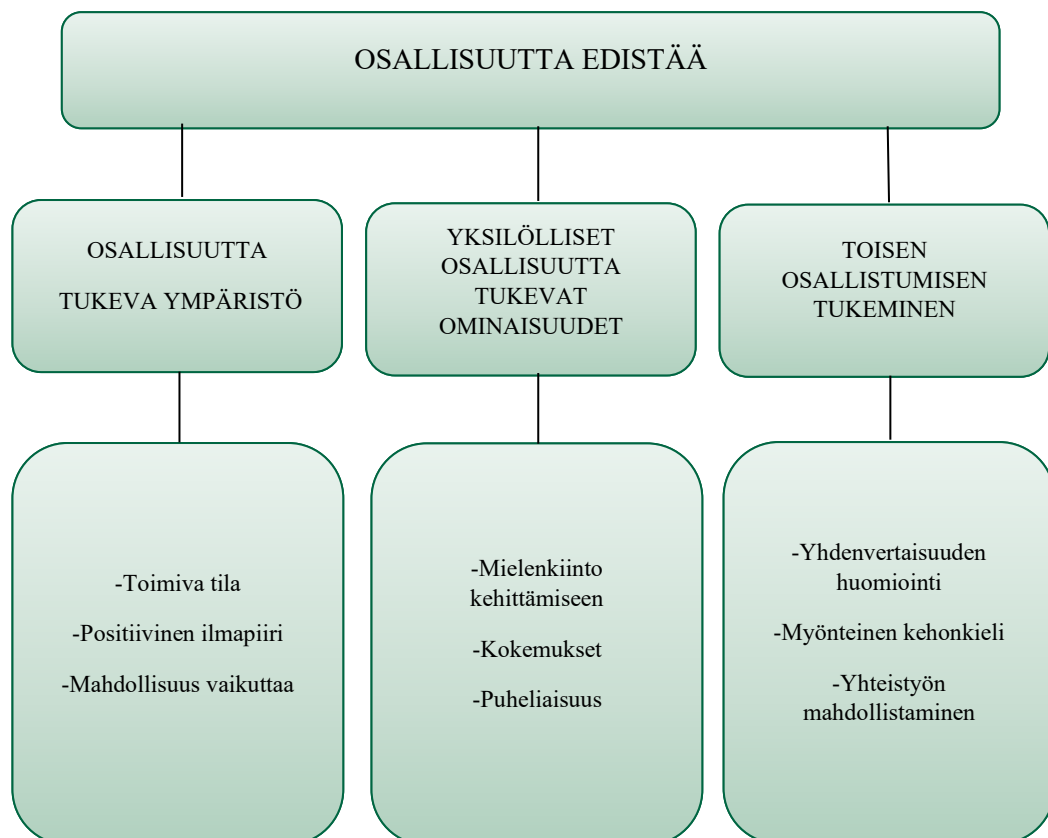 OSALLISUUTTA EDISTÄÄ
OSALLISUUTTA
TUKEVA YMPÄRISTÖ
YKSILÖLLISET
OSALLISUUTTA
TUKEVAT
OMINAISUUDET
TOISEN
OSALLISTUMISEN
TUKEMINEN
-Toimiva tila
-Positiivinen ilmapiiri
-Mahdollisuus vaikuttaa
-Mielenkiinto
kehittämiseen
-Kokemukset
-Puheliaisuus
-Yhdenvertaisuuden
huomiointi
-Myönteinen kehonkieli
-Yhteistyön
mahdollistaminen